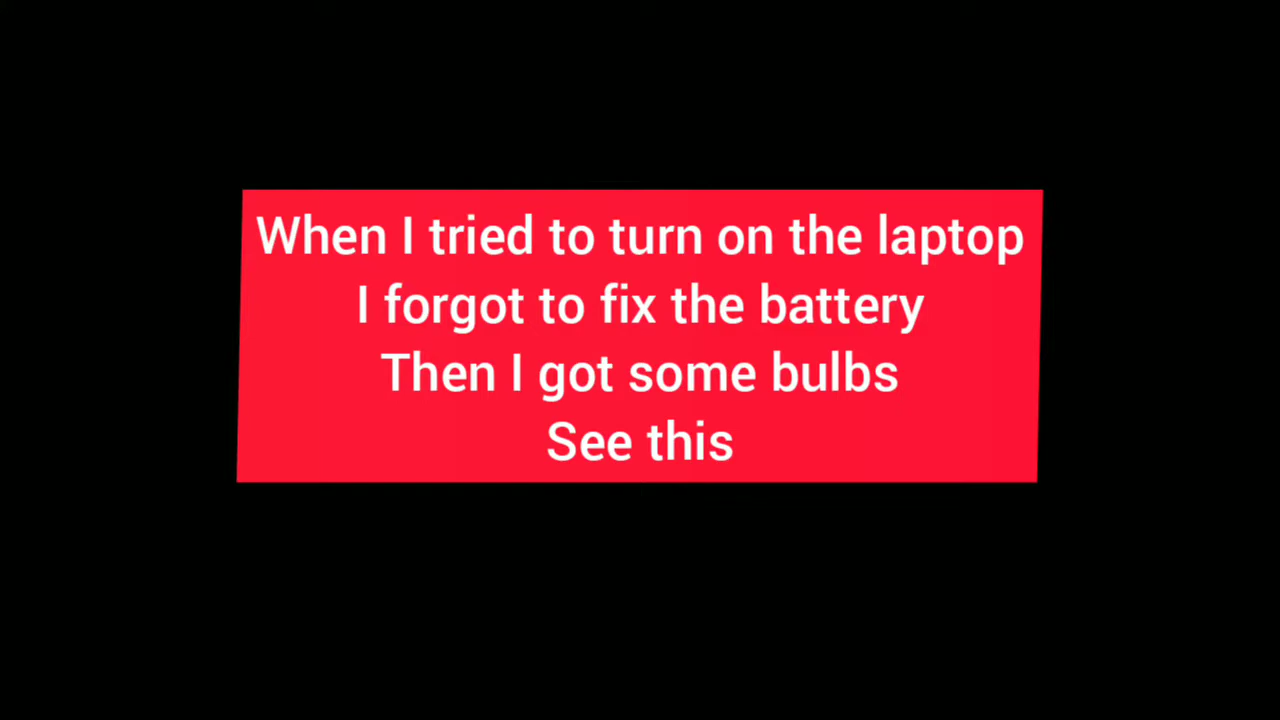 When I tried to turn on the laptop
I forgot to fix the battery
Then I got some bulbs
See this